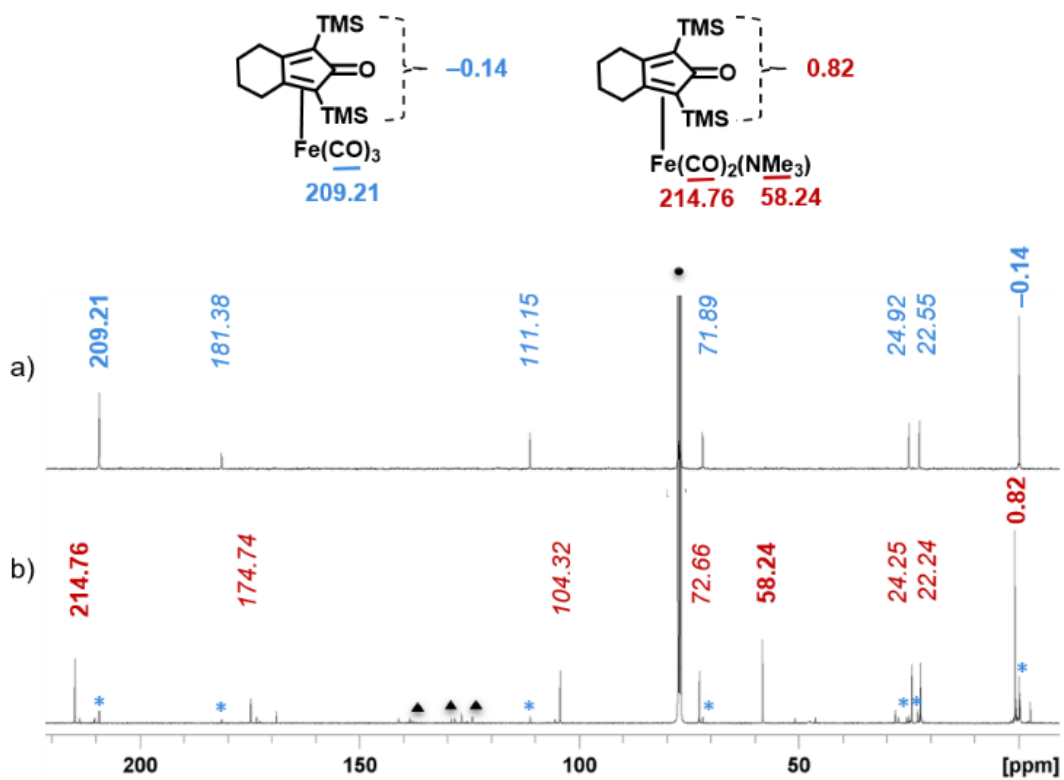 TMS
O
–0.14
TMS
Fe(CO)3
209.21
TMS
O
0.82
TMS
Fe(CO)2(NMe3)
214.76 58.24
a)
209.21
181.38
111.15
71.89
24.92
22.55
–0.14
b)
214.76
174.74
104.32
72.66
58.24
24.25
22.24
0.82
* * * * * * *
200 150 100 50 [ppm]